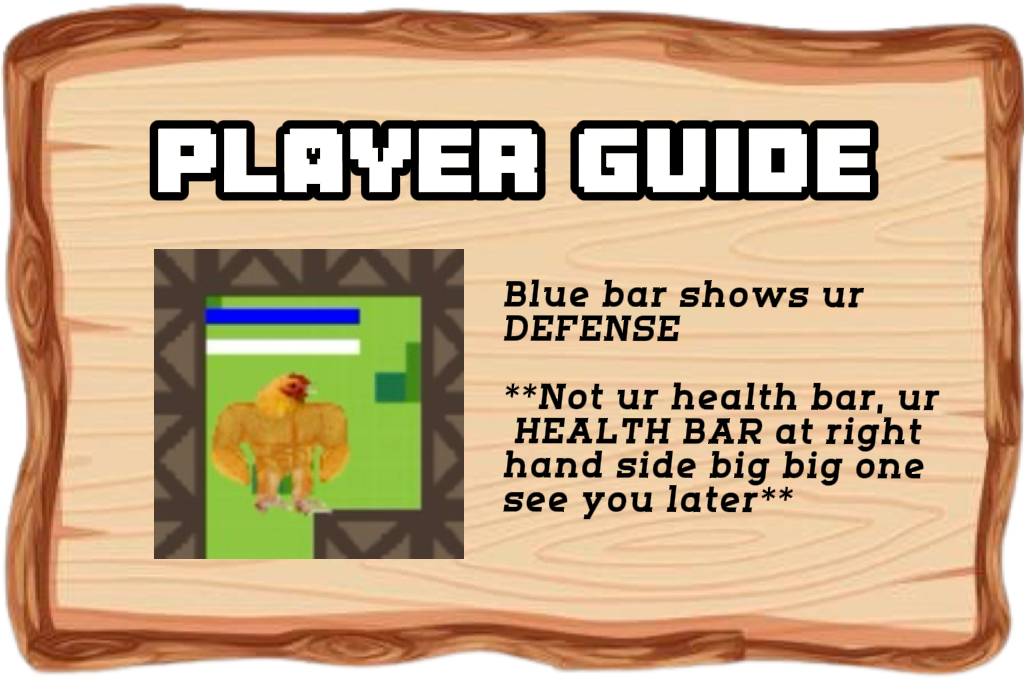 PLAYER GUIDE
Blue bar shows ur
DEFENSE
**Not ur health bar, ur
HEALTH BAR at right
hand side big big one
see you later**